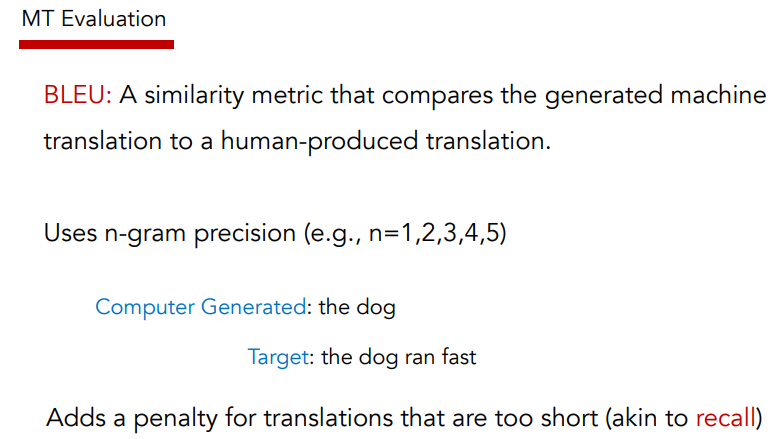 MT Evaluation
BLEU: A similarity metric that compares the generated machine
translation to a human-produced translation.
Uses n-gram precision (e.g., n=1,2,3,4,5)
Computer Generated: the dog
Target: the dog ran fast
Adds a penalty for translations that are too short (akin to recall)